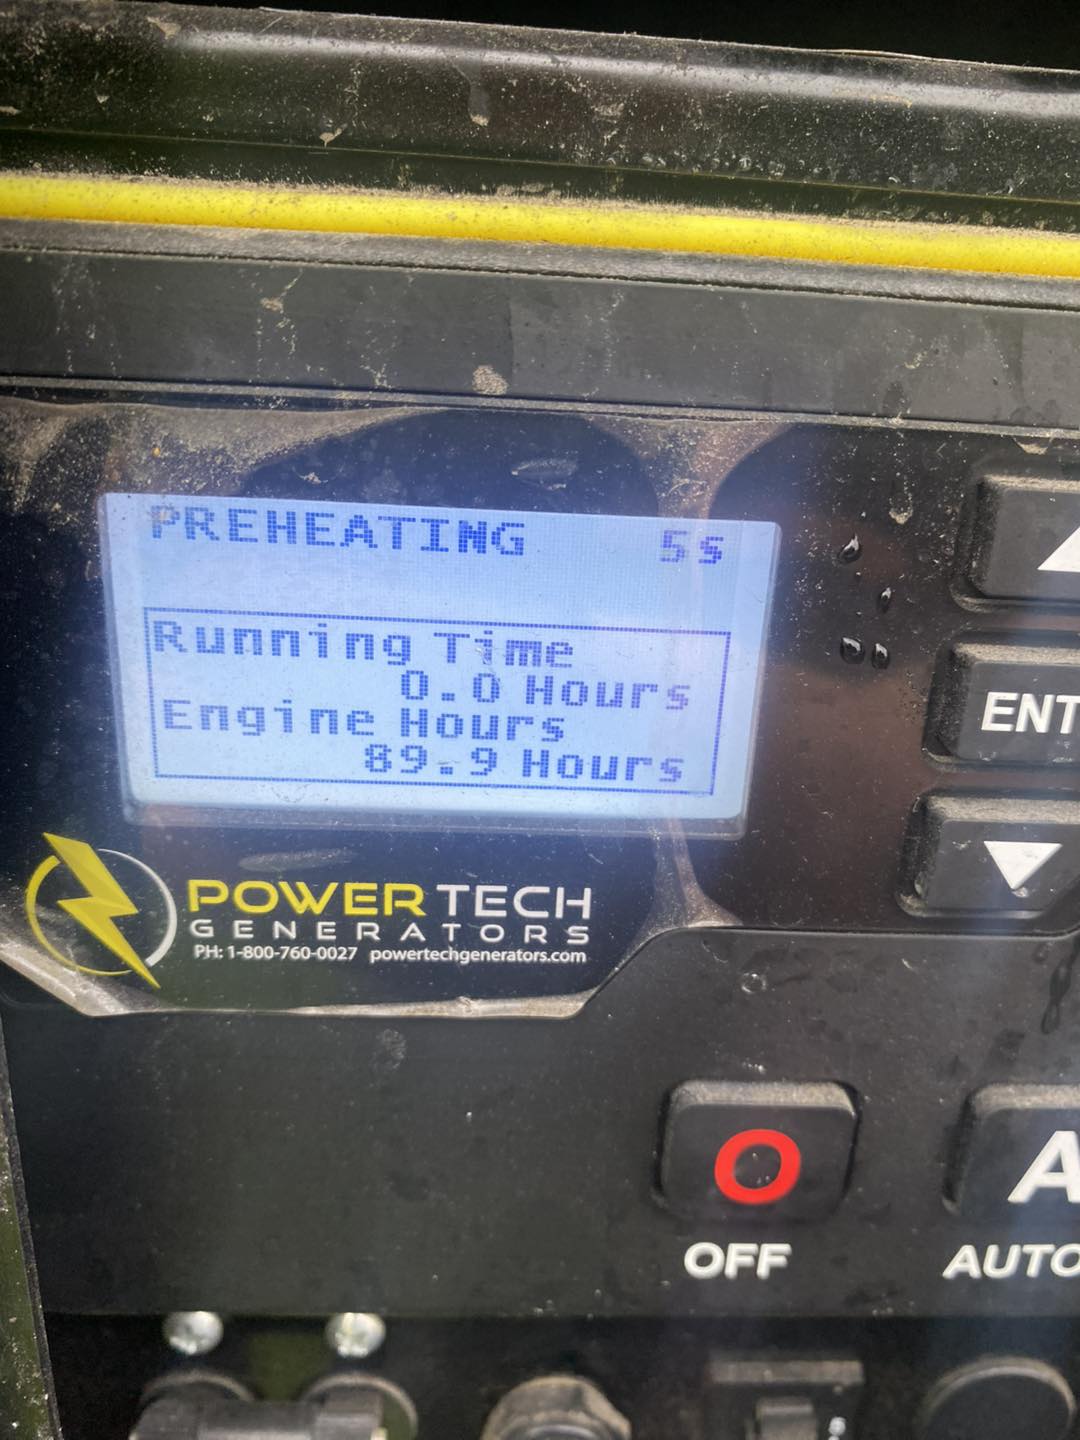 PREHEATING 5s
Running Time
0.0 Hours
Engine Hours
89.9 Hours
POWER TECH
GENERATORS
PH: 1-800-760-0027 powertechgenerators.com
ENT
O
OFF
A
AUTO